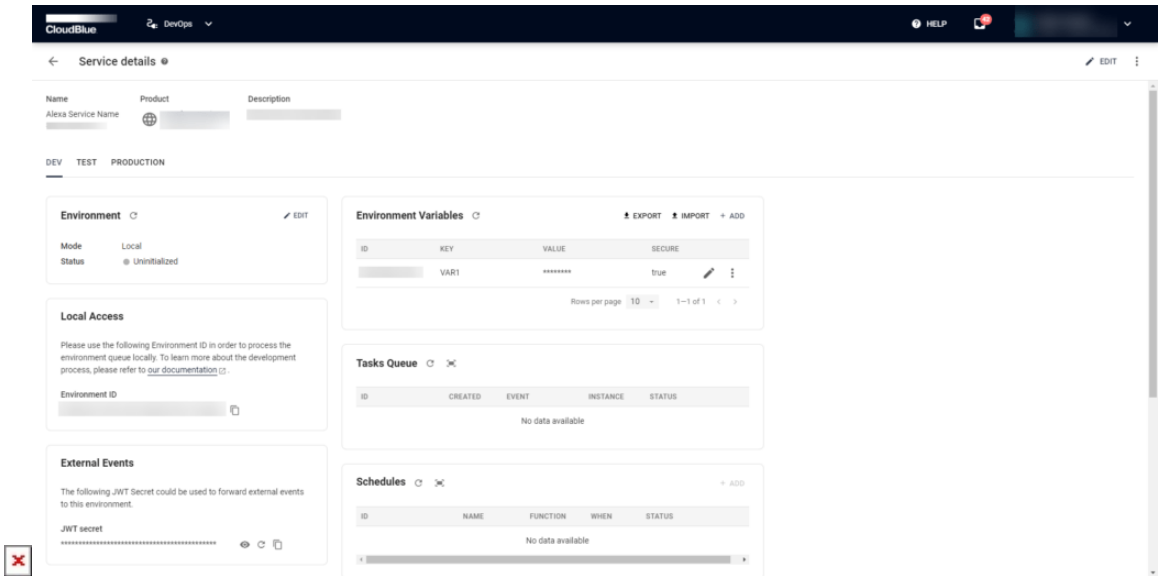 CloudBlue
DevOps
HELP
42
Service details
EDIT
Name Product Description
Alexa Service Name
DEV TEST PRODUCTION
Environment
EDIT
Mode Local
Status Uninitialized
Local Access
Please use the following Environment ID in order to process the
environment queue locally. To learn more about the development
process, please refer to our documentation .
Environment ID
External Events
The following JWT Secret could be used to forward external events
to this environment.
JWT secret
Environment Variables
EXPORT IMPORT + ADD
ID KEY VALUE SECURE
VAR1 ******** true
Rows per page 10 1–1 of 1
Tasks Queue
ID CREATED EVENT INSTANCE STATUS
No data available
Schedules
+ ADD
ID NAME FUNCTION WHEN STATUS
No data available